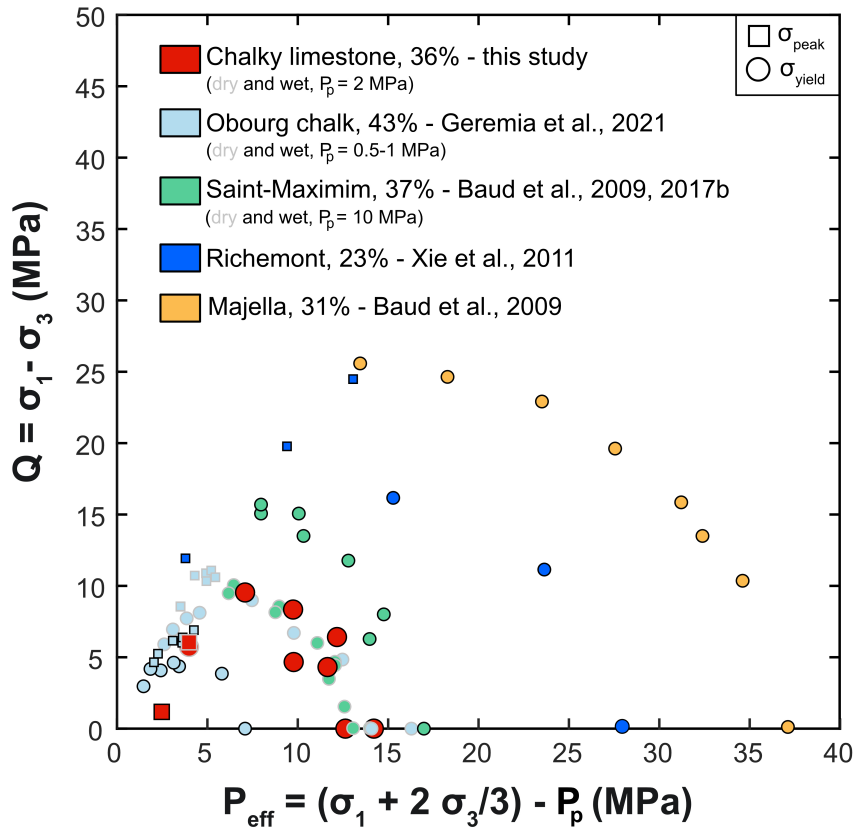 50
45
40
35
30
25
20
15
10
5
0
Q = σ1 - σ3 (MPa)
Chalky limestone, 36% - this study
(dry and wet, Pp = 2 MPa)
Obourg chalk, 43% - Geremia et al., 2021
(dry and wet, Pp = 0.5-1 MPa)
Saint-Maximim, 37% - Baud et al., 2009, 2017b
(dry and wet, Pp = 10 MPa)
Richemont, 23% - Xie et al., 2011
Majella, 31% - Baud et al., 2009
σpeak
σyield
0 5 10 15 20 25 30 35 40
Peff = (σ1 + 2 σ3/3) - Pp (MPa)